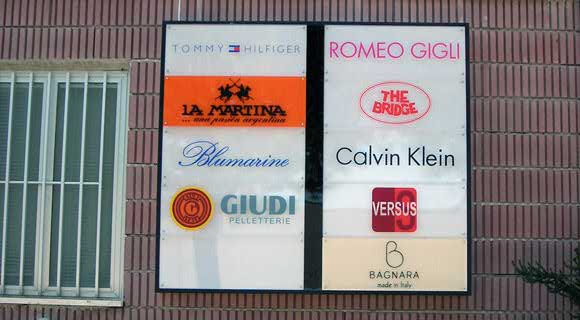 TOMMY HILFIGER
LA MARTINA
... una pasión argentina
Blumarine
GIUDI
PELLETTERIE
ROMEO GIGLI
THE
BRIDGE
Calvin Klein
VERSUS
B
BAGNARA
made in Italy